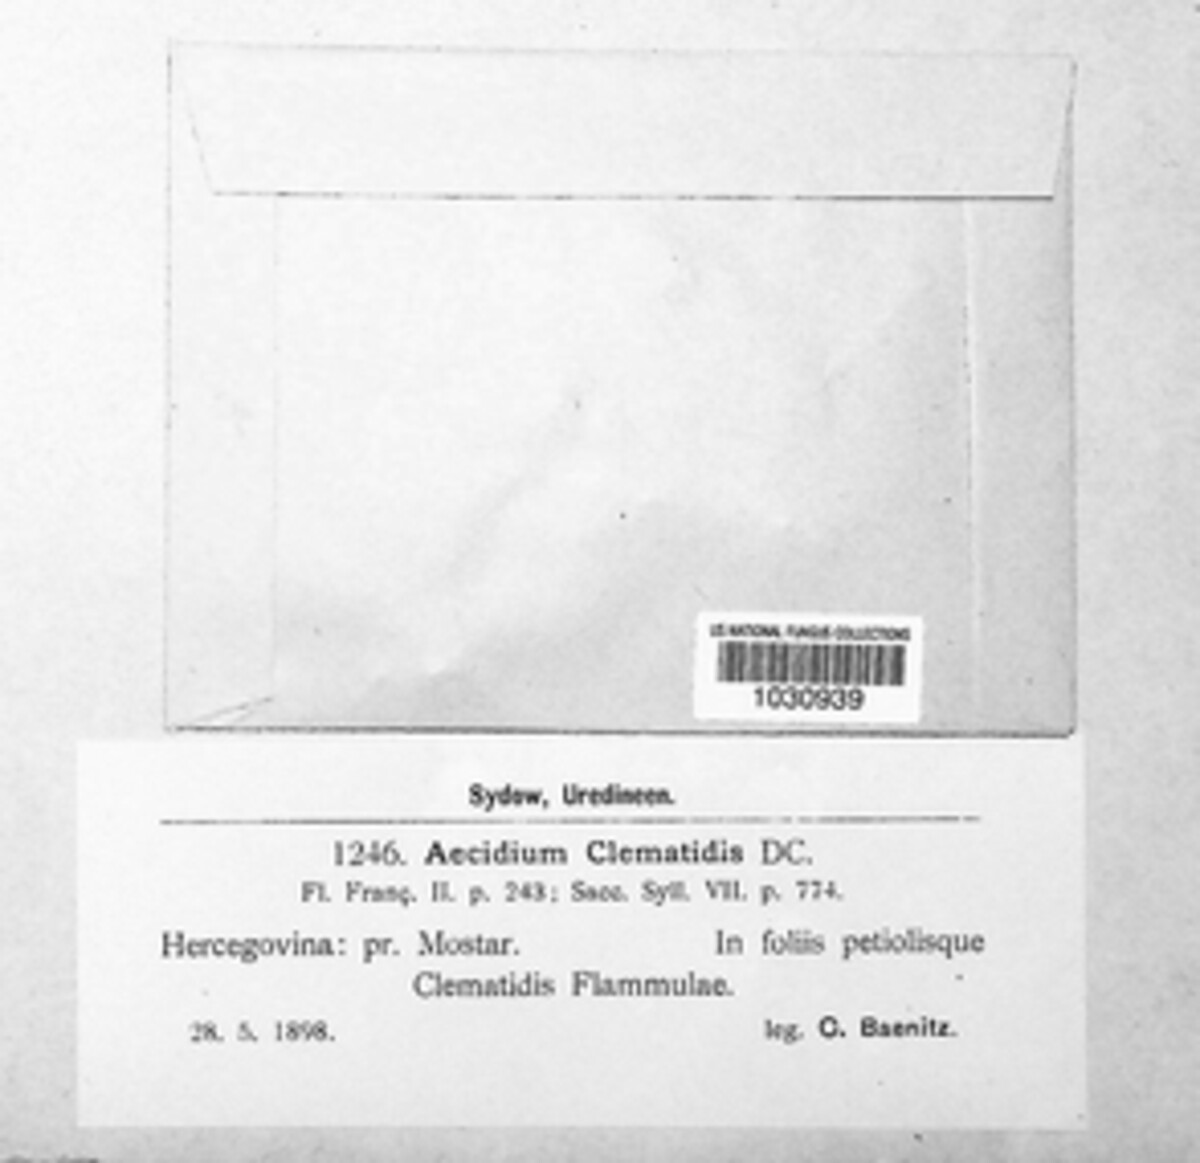 US NATIONAL FUNGUS COLLECTIONS
1030939
Sydow, Uredineen.
1246. Aecidium Clematidis DC.
Fl. Franç. II. p. 243; Sacc. Syll. VII. p. 774.
Hercegovina: pr. Mostar. In foliis petiolisque
Clematidis Flammulae.
28. 5. 1898. leg. C. Baenitz.